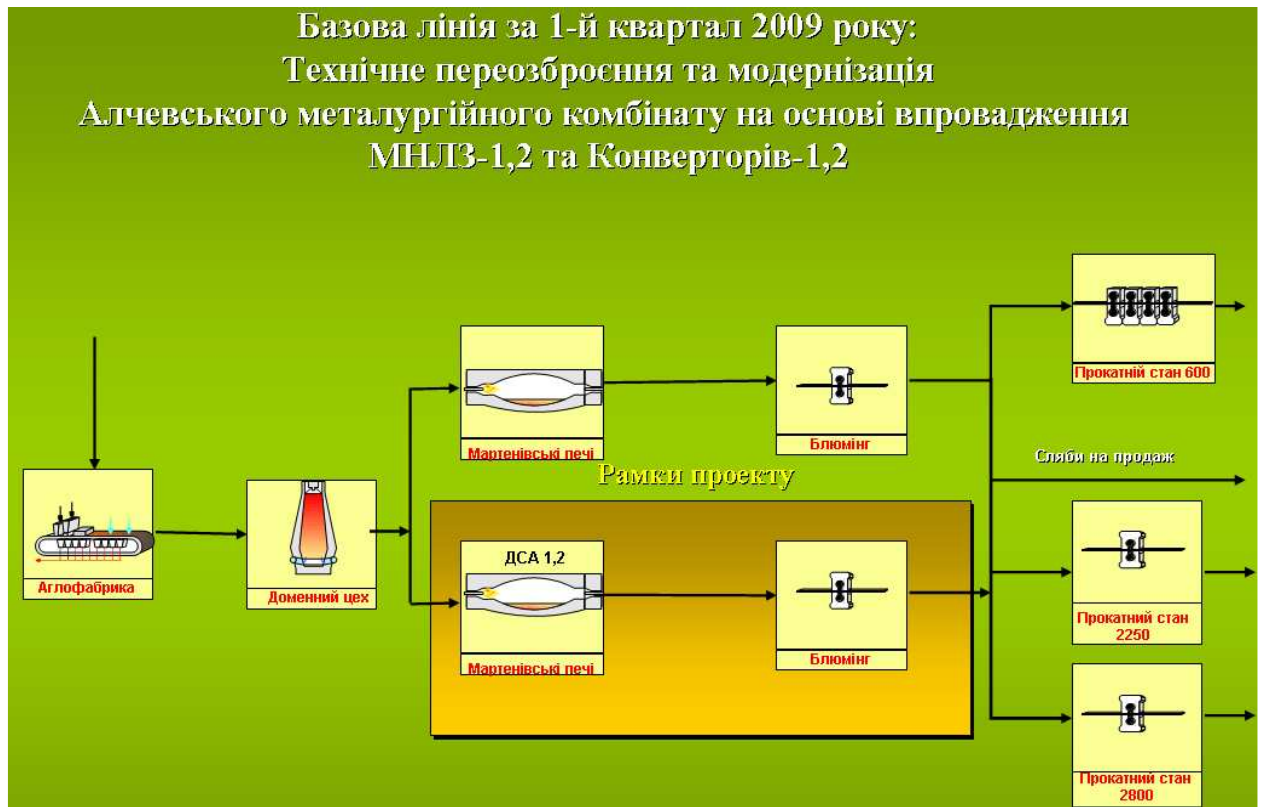 Базова лінія за 1-й квартал 2009 року:
Технічне переозброєння та модернізація
Алчевського металургійного комбінату на основі впровадження
МНЛЗ-1,2 та Конверторів-1,2
Прокатній стан 600
Мартенівські печі
Блюмінг
Сляби на продаж
Рамки проекту
Аглофабрика
Доменний цех
ДСА 1,2
Мартенівські печі
Блюмінг
Прокатний стан
2250
Прокатний стан
2800